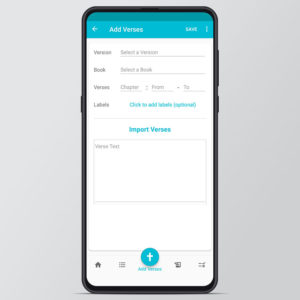 Add Verses SAVE
Version Select a Version
Book Select a Book
Verses Chapter : From - To
Labels Click to add labels (optional)
Import Verses
Verse Text
Add Verses